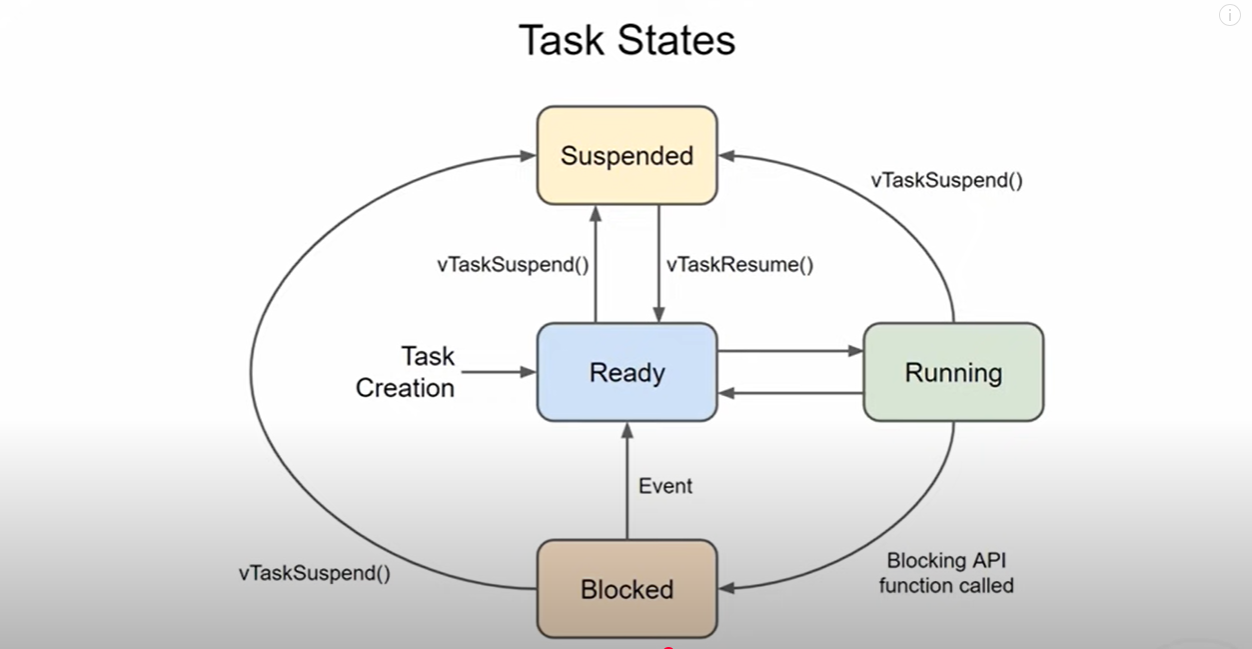 Task States
Suspended
vTaskSuspend()
vTaskSuspend()
vTaskResume()
Task
Creation
Ready
Running
Event
vTaskSuspend()
Blocked
Blocking API
function called